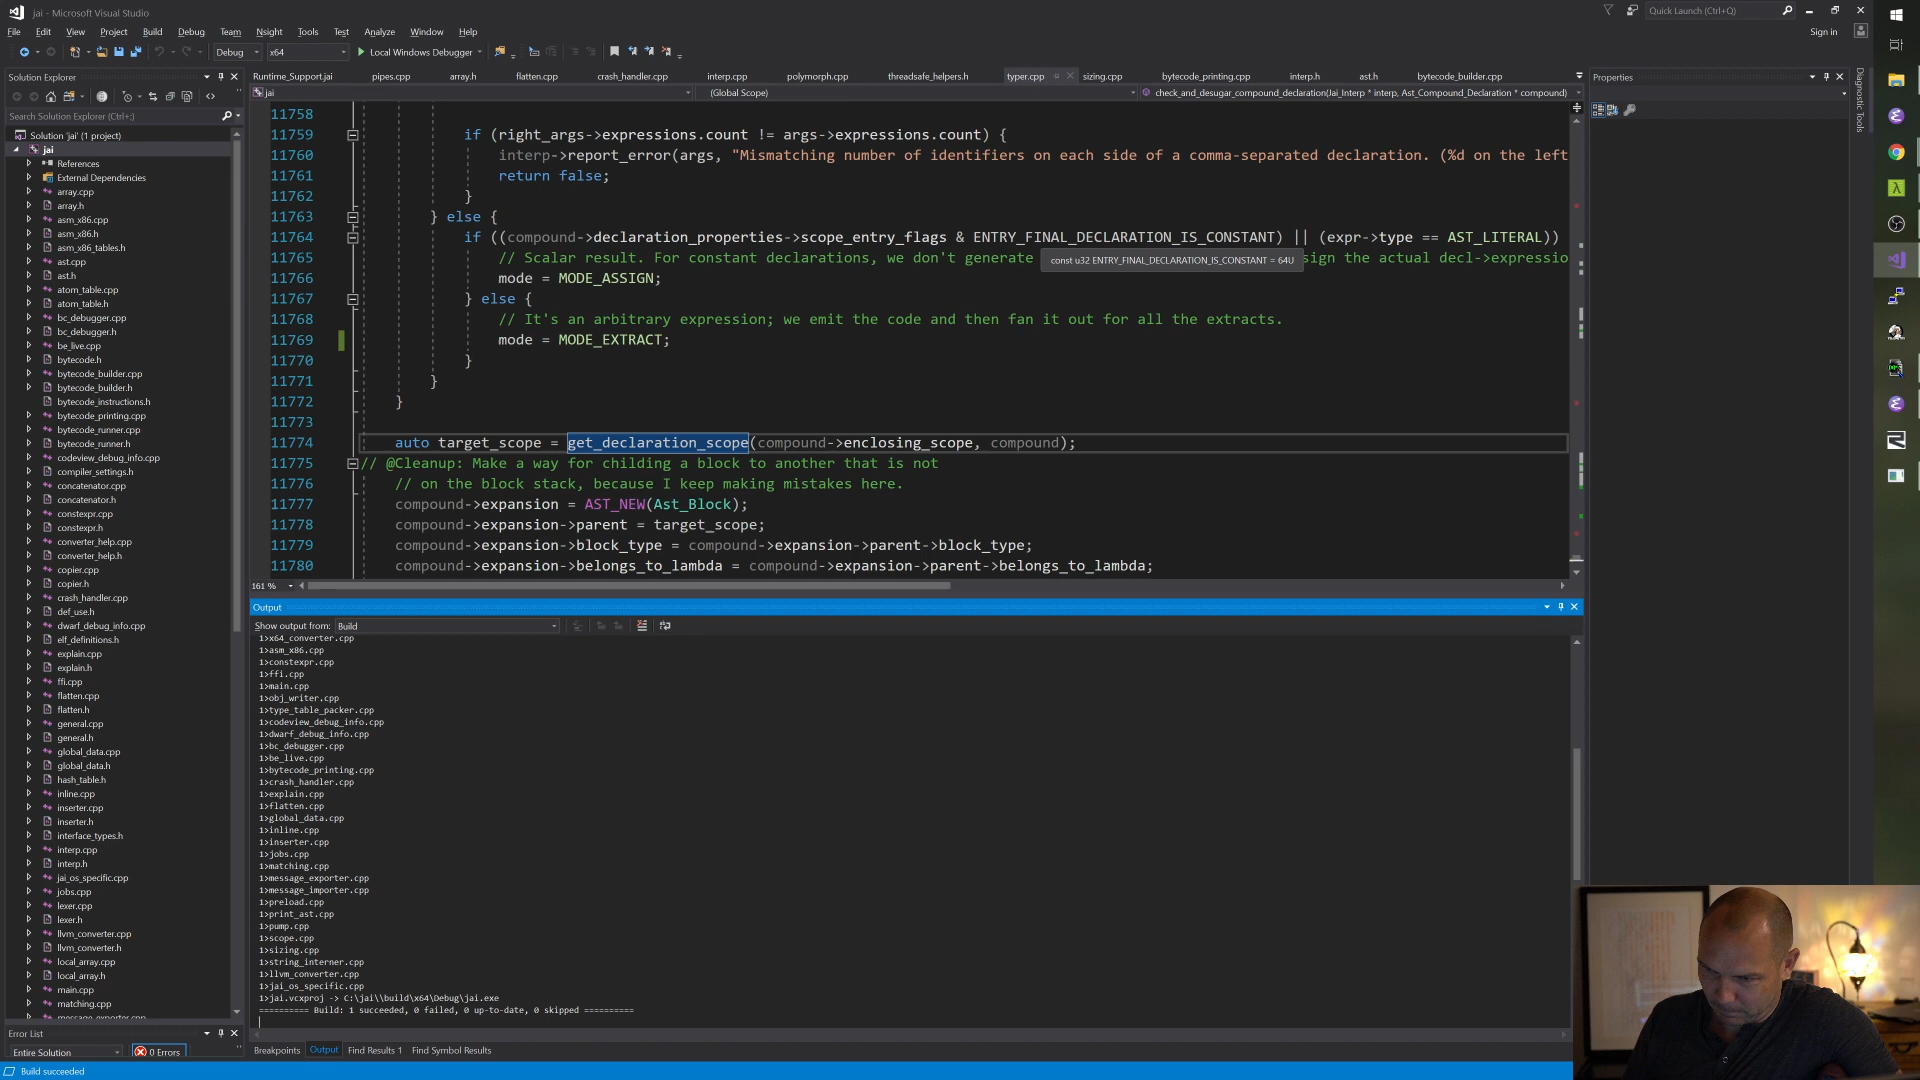 jai - Microsoft Visual Studio
Quick Launch (Ctrl+Q)
File Edit View Project Build Debug Team Nsight Tools Test Analyze Window Help
Sign in
Debug x64 Local Windows Debugger
Solution Explorer
Search Solution Explorer (Ctrl+;)
Solution 'jai' (1 project)
jai
References
External Dependencies
array.cpp
array.h
asm_x86.cpp
asm_x86.h
asm_x86_tables.h
ast.cpp
ast.h
atom_table.cpp
atom_table.h
bc_debugger.cpp
bc_debugger.h
be_live.cpp
bytecode.h
bytecode_builder.cpp
bytecode_builder.h
bytecode_instructions.h
bytecode_printing.cpp
bytecode_runner.cpp
bytecode_runner.h
codeview_debug_info.cpp
compiler_settings.h
concatenator.cpp
concatenator.h
constexpr.cpp
constexpr.h
converter_help.cpp
converter_help.h
copier.cpp
copier.h
crash_handler.cpp
def_use.h
dwarf_debug_info.cpp
elf_definitions.h
explain.cpp
explain.h
ffi.cpp
flatten.cpp
flatten.h
general.cpp
general.h
global_data.cpp
global_data.h
hash_table.h
inline.cpp
inserter.cpp
inserter.h
interface_types.h
interp.cpp
interp.h
jai_os_specific.cpp
jobs.cpp
lexer.cpp
lexer.h
llvm_converter.cpp
llvm_converter.h
local_array.cpp
local_array.h
main.cpp
matching.cpp
message_exporter.cpp
Error List
Entire Solution 0 Errors
Build succeeded
Runtime_Support.jai pipes.cpp array.h flatten.cpp crash_handler.cpp interp.cpp polymorph.cpp threadsafe_helpers.h typer.cpp sizing.cpp bytecode_printing.cpp interp.h ast.h bytecode_builder.cpp
jai (Global Scope) check_and_desugar_compound_declaration(Jai_Interp * interp, Ast_Compound_Declaration * compound)
11758
11759 if (right_args->expressions.count != args->expressions.count) {
11760 interp->report_error(args, "Mismatching number of identifiers on each side of a comma-separated declaration. (%d on the left
11761 return false;
11762 }
11763 } else {
11764 if ((compound->declaration_properties->scope_entry_flags & ENTRY_FINAL_DECLARATION_IS_CONSTANT) || (expr->type == AST_LITERAL))
11765 // Scalar result. For constant declarations, we don't generate sign the actual decl->expressio
const u32 ENTRY_FINAL_DECLARATION_IS_CONSTANT = 64U
11766 mode = MODE_ASSIGN;
11767 } else {
11768 // It's an arbitrary expression; we emit the code and then fan it out for all the extracts.
11769 mode = MODE_EXTRACT;
11770 }
11771 }
11772 }
11773
11774 auto target_scope = get_declaration_scope(compound->enclosing_scope, compound);
11775 // @Cleanup: Make a way for childing a block to another that is not
11776 // on the block stack, because I keep making mistakes here.
11777 compound->expansion = AST_NEW(Ast_Block);
11778 compound->expansion->parent = target_scope;
11779 compound->expansion->block_type = compound->expansion->parent->block_type;
11780 compound->expansion->belongs_to_lambda = compound->expansion->parent->belongs_to_lambda;
161 %
Output
Show output from: Build
1>x64_converter.cpp
1>asm_x86.cpp
1>constexpr.cpp
1>ffi.cpp
1>main.cpp
1>obj_writer.cpp
1>type_table_packer.cpp
1>codeview_debug_info.cpp
1>dwarf_debug_info.cpp
1>bc_debugger.cpp
1>be_live.cpp
1>bytecode_printing.cpp
1>crash_handler.cpp
1>explain.cpp
1>flatten.cpp
1>global_data.cpp
1>inline.cpp
1>inserter.cpp
1>jobs.cpp
1>matching.cpp
1>message_exporter.cpp
1>message_importer.cpp
1>preload.cpp
1>print_ast.cpp
1>pump.cpp
1>scope.cpp
1>sizing.cpp
1>string_interner.cpp
1>llvm_converter.cpp
1>jai_os_specific.cpp
1>jai.vcxproj -> C:\jai\\build\x64\Debug\jai.exe
========== Build: 1 succeeded, 0 failed, 0 up-to-date, 0 skipped ==========
Breakpoints Output Find Results 1 Find Symbol Results
Properties
Diagnostic Tools